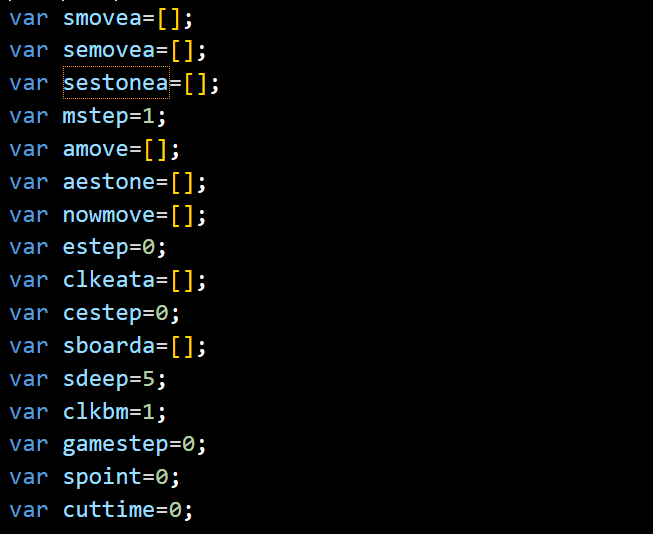 var smovea=[];
var semovea=[];
var sestonea=[];
var mstep=1;
var amove=[];
var aestone=[];
var nowmove=[];
var estep=0;
var clkeata=[];
var cestep=0;
var sboarda=[];
var sdeep=5;
var clkbm=1;
var gamestep=0;
var spoint=0;
var cuttime=0;